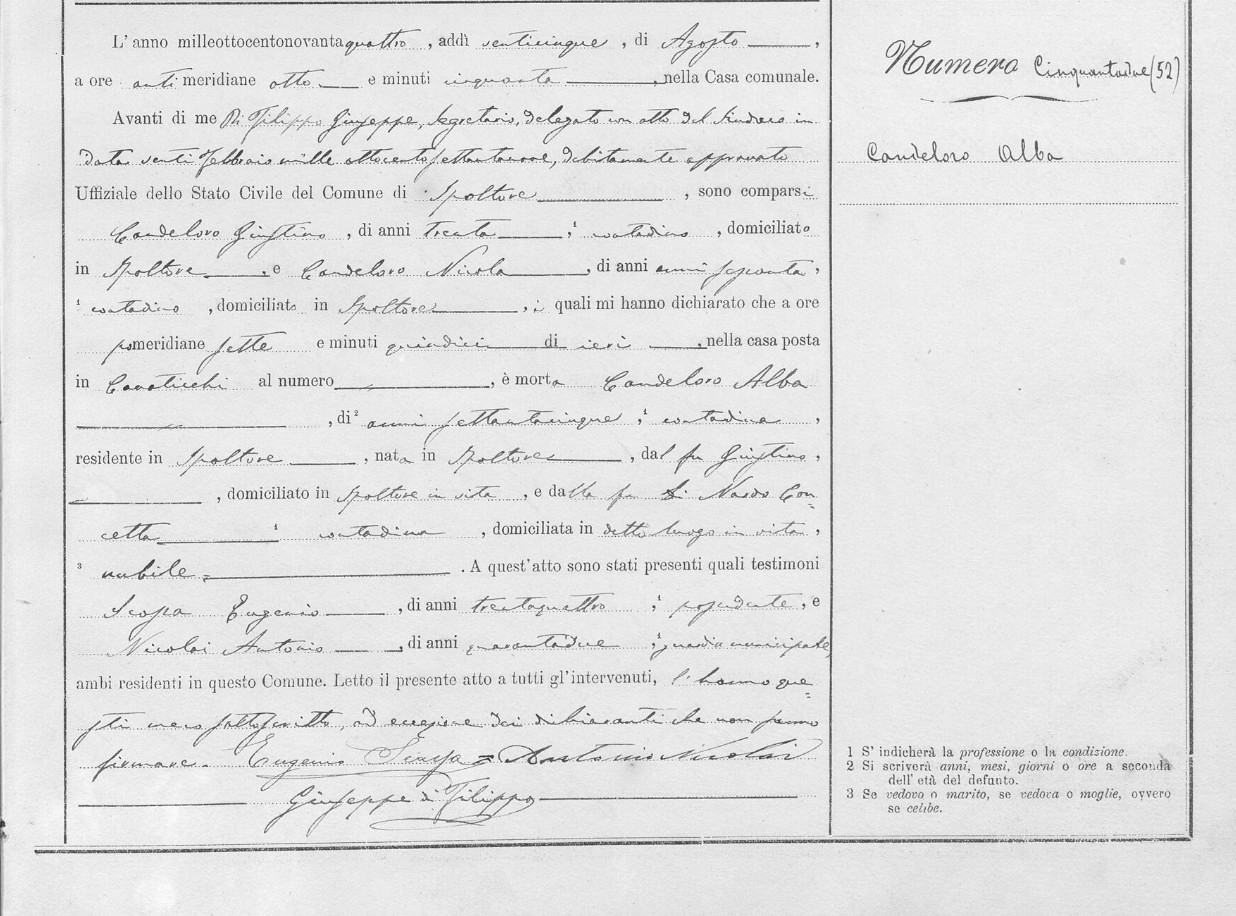 L'anno milleottocentonovantaquattro, addì venticinque, di Agosto,
a ore antimeridiane otto e minuti cinquanta, nella Casa comunale.
Avanti di me Di Filippo Giuseppe, Segretario, delegato con atto del Sindaco in
data venti Febbraio mille ottocentosettantanove, debitamente approvato
Uffiziale dello Stato Civile del Comune di Spoltore, sono comparsi
Candeloro Giustino, di anni trenta, ¹ contadino, domiciliato
in Spoltore, e Candeloro Nicola, di anni anni sessanta,
¹ contadino, domiciliato in Spoltore, i quali mi hanno dichiarato che a ore
pomeridiane sette e minuti quindici di ieri, nella casa posta
in Cavaticchi al numero, è morta Candeloro Alba
, di ² anni settantacinque, ¹ contadina,
residente in Spoltore, nata in Spoltore, dal fu Giustino,
, domiciliato in Spoltore in vita, e dalla fu Di Nardo Con=
cetta ¹ contadina, domiciliata in detto luogo in vita,
³ nubile. A quest'atto sono stati presenti quali testimoni
Scopa Eugenio, di anni trentaquattro, ¹ possidente, e
Nicolai Antonio, di anni quarantadue, ¹ guardia municipale,
ambi residenti in questo Comune. Letto il presente atto a tutti gl'intervenuti, l'hanno que=
sti meco sottoscritto, ad eccezione dei dichiaranti che non sanno
firmare. Eugenio Scopa = Antonio Nicolai
Giuseppe di Filippo
Numero Cinquantadue (52)
Candeloro Alba
1 S' indicherà la professione o la condizione.
2 Si scriverà anni, mesi, giorni o ore a seconda
dell' età del defunto.
3 Se vedovo o marito, se vedova o moglie, ovvero
se celibe.